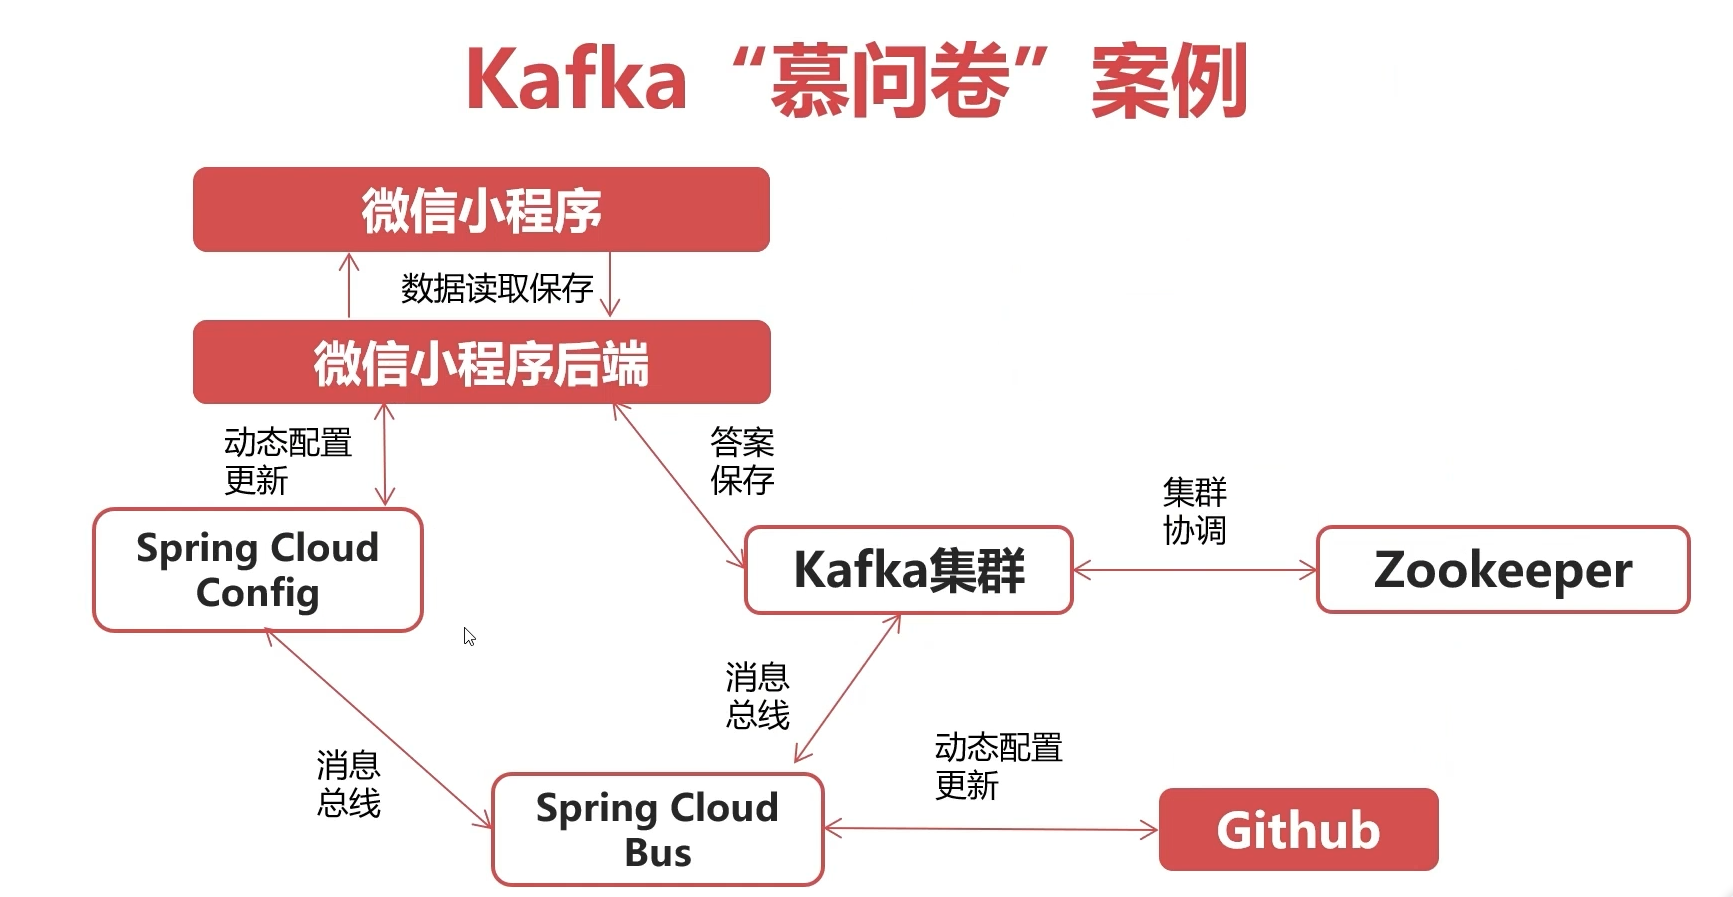 Kafka “慕问卷” 案例
微信小程序
数据读取保存
微信小程序后端
动态配置
更新
答案
保存
集群
协调
Spring Cloud
Config
Kafka集群
Zookeeper
消息
总线
消息
总线
动态配置
更新
Spring Cloud
Bus
Github